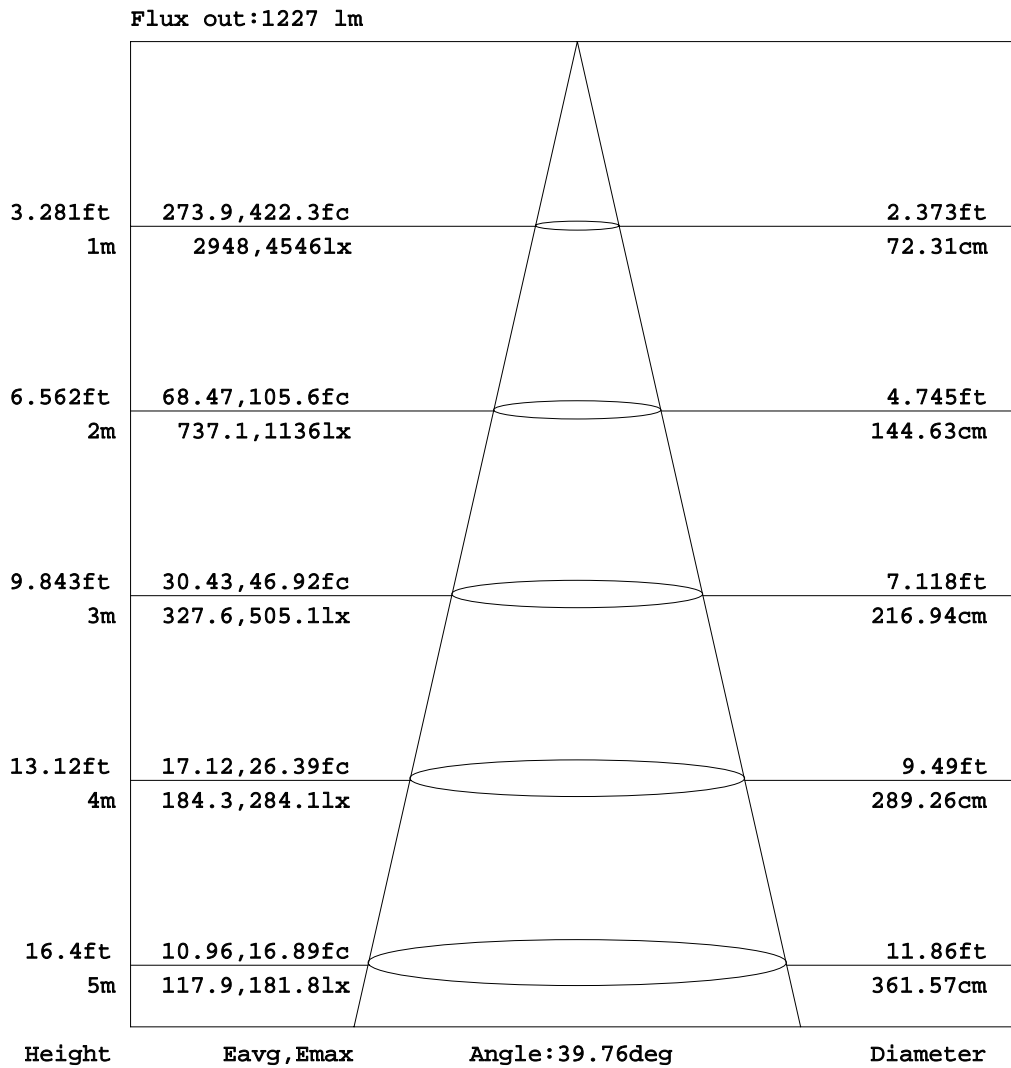 Flux out:1227 lm
3.281ft 273.9,422.3fc 2.373ft
1m 2948,4546lx 72.31cm
6.562ft 68.47,105.6fc 4.745ft
2m 737.1,1136lx 144.63cm
9.843ft 30.43,46.92fc 7.118ft
3m 327.6,505.1lx 216.94cm
13.12ft 17.12,26.39fc 9.49ft
4m 184.3,284.1lx 289.26cm
16.4ft 10.96,16.89fc 11.86ft
5m 117.9,181.8lx 361.57cm
Height Eavg,Emax Angle:39.76deg Diameter